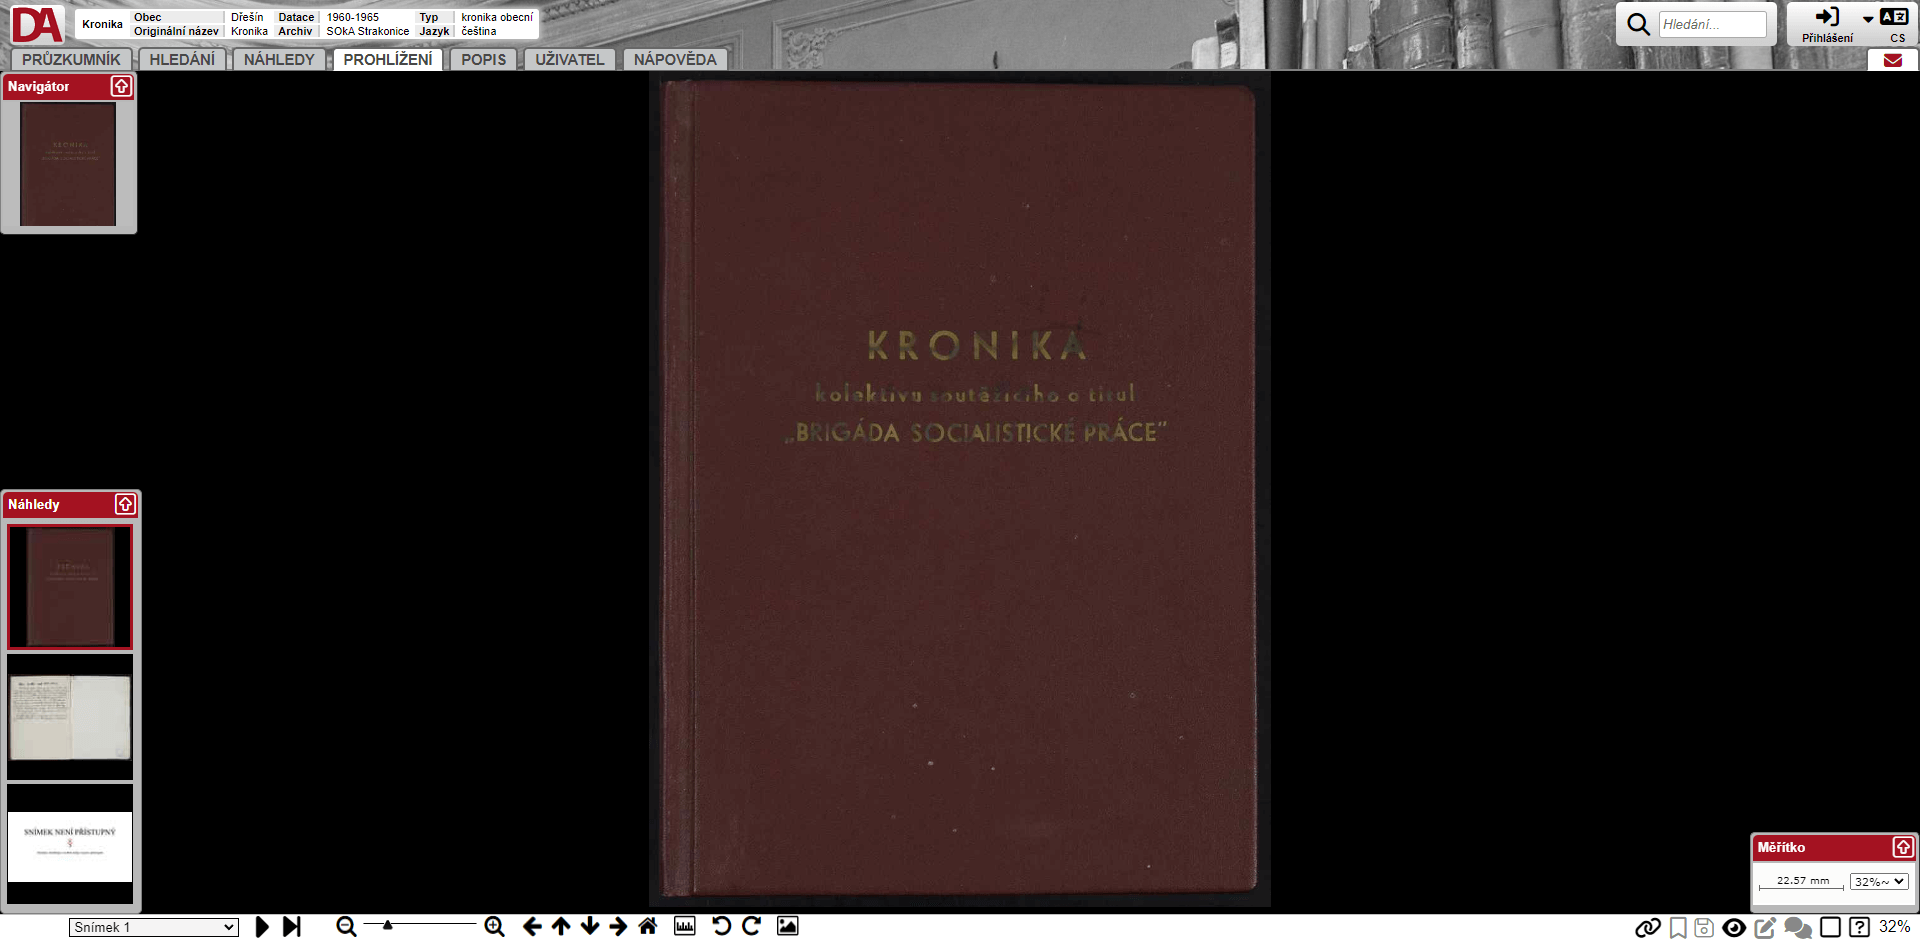 DA
Kronika
Obec Dřešín Datace 1960-1965 Typ kronika obecní
Originální název Kronika Archiv SOkA Strakonice Jazyk čeština
Hledání...
Přihlášení
CS
PRŮZKUMNÍK HLEDÁNÍ NÁHLEDY PROHLÍŽENÍ POPIS UŽIVATEL NÁPOVĚDA
Navigátor
KRONIKA
kolektivu soutěžícího o titul
„BRIGÁDA SOCIALISTICKÉ PRÁCE"
Náhledy
SNÍMEK NENÍ PŘÍSTUPNÝ
Měřítko
22.57 mm 32%~
Snímek 1
32%